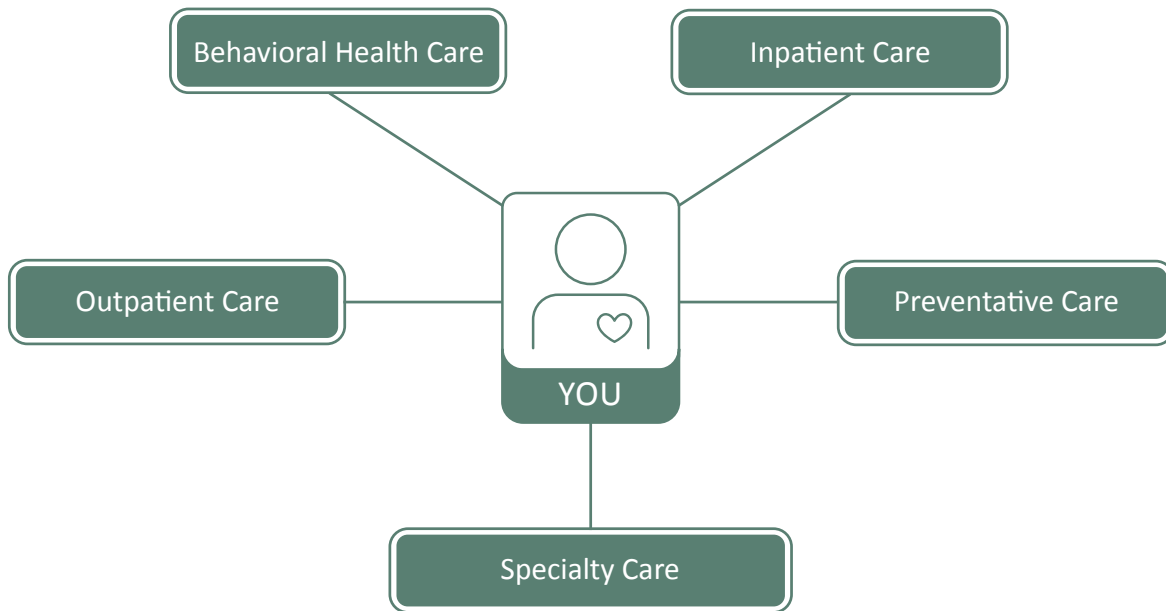 Behavioral Health Care
Inpatient Care
Outpatient Care
Preventative Care
YOU
Specialty Care